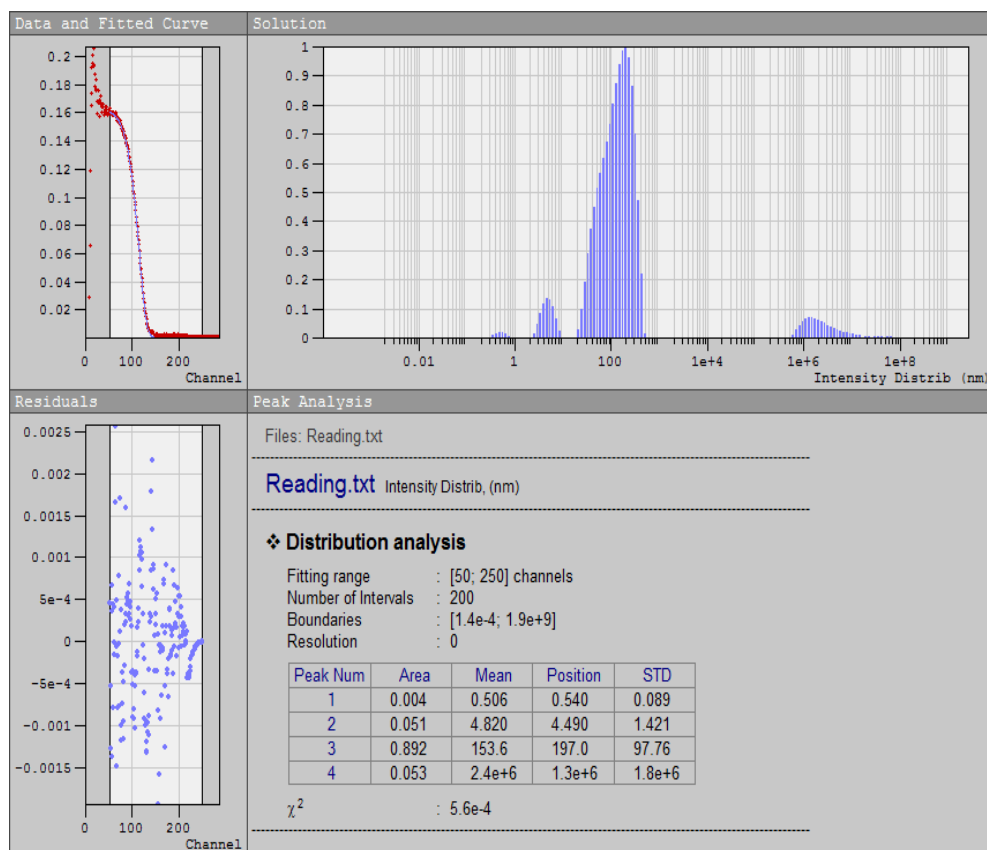 Data and Fitted Curve
0.2
0.18
0.16
0.14
0.12
0.1
0.08
0.06
0.04
0.02
0 100 200
Channel
Solution
1
0.9
0.8
0.7
0.6
0.5
0.4
0.3
0.2
0.1
0
0.01 1 100 1e+4 1e+6 1e+8
Intensity Distrib (nm)
Residuals
0.0025
0.002
0.0015
0.001
5e-4
0
-5e-4
-0.001
-0.0015
0 100 200
Channel
Peak Analysis
Files: Reading.txt
Reading.txt Intensity Distrib, (nm)
❖ Distribution analysis
Fitting range : [50; 250] channels
Number of Intervals : 200
Boundaries : [1.4e-4; 1.9e+9]
Resolution : 0
Peak Num Area Mean Position STD
1 0.004 0.506 0.540 0.089
2 0.051 4.820 4.490 1.421
3 0.892 153.6 197.0 97.76
4 0.053 2.4e+6 1.3e+6 1.8e+6
χ² : 5.6e-4